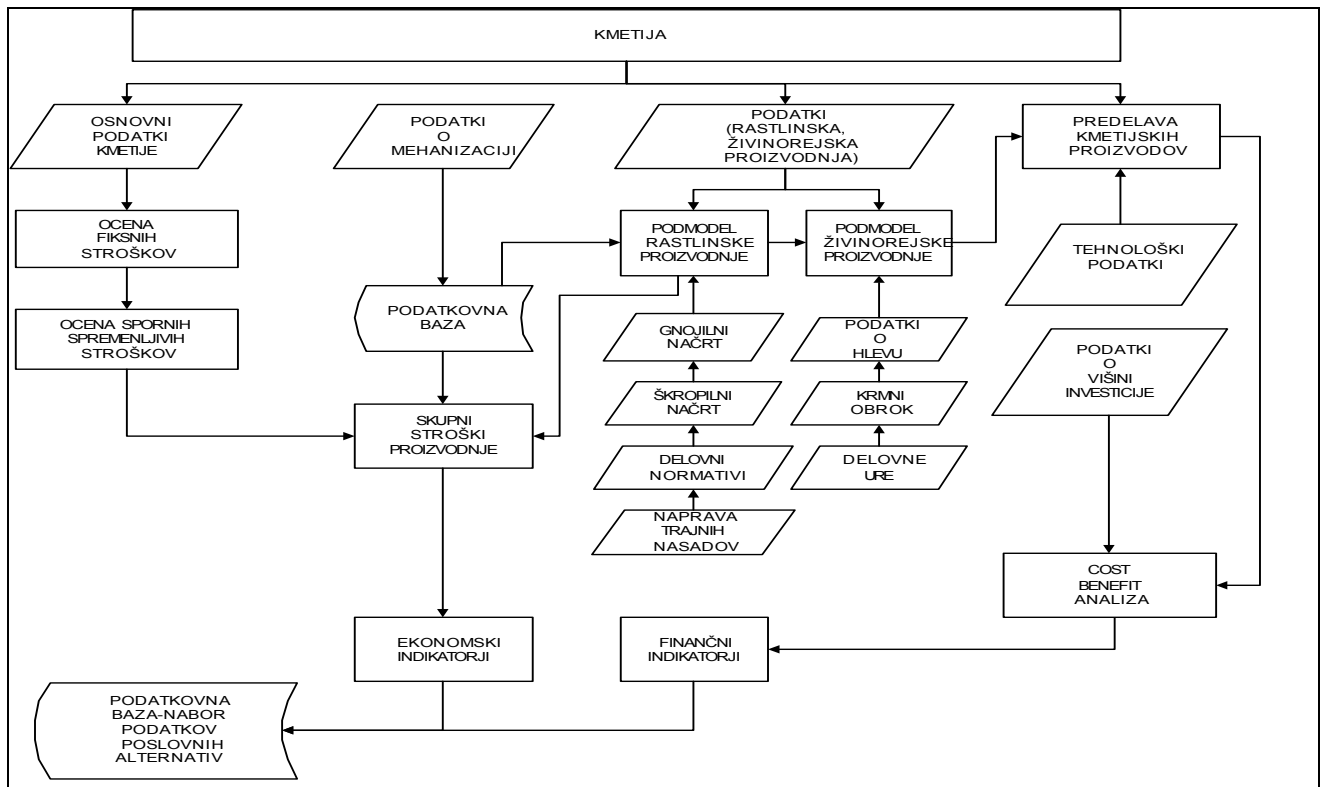 KMETIJA
OSNOVNI
PODATKI
KMETIJE
PODATKI
O
MEHANIZACIJI
PODATKI
(RASTLINSKA,
ŽIVINOREJSKA
PROIZVODNJA)
PREDELAVA
KMETIJSKIH
PROIZVODOV
OCENA
FIKSNIH
STROŠKOV
PODMODEL
RASTLINSKE
PROIZVODNJE
PODMODEL
ŽIVINOREJSKE
PROIZVODNJE
TEHNOLOŠKI
PODATKI
OCENA SPORNIH
SPREMENLJIVIH
STROŠKOV
PODATKOVNA
BAZA
GNOJILNI
NAČRT
PODATKI
O
HLEVU
PODATKI
O
VIŠINI
INVESTICIJE
ŠKROPILNI
NAČRT
KRMNI
OBROK
SKUPNI
STROŠKI
PROIZVODNJE
DELOVNI
NORMATIVI
DELOVNE
URE
NAPRAVA
TRAJNIH
NASADOV
COST
BENEFIT
ANALIZA
EKONOMSKI
INDIKATORJI
FINANČNI
INDIKATORJI
PODATKOVNA
BAZA-NABOR
PODATKOV
POSLOVNIH
ALTERNATIV